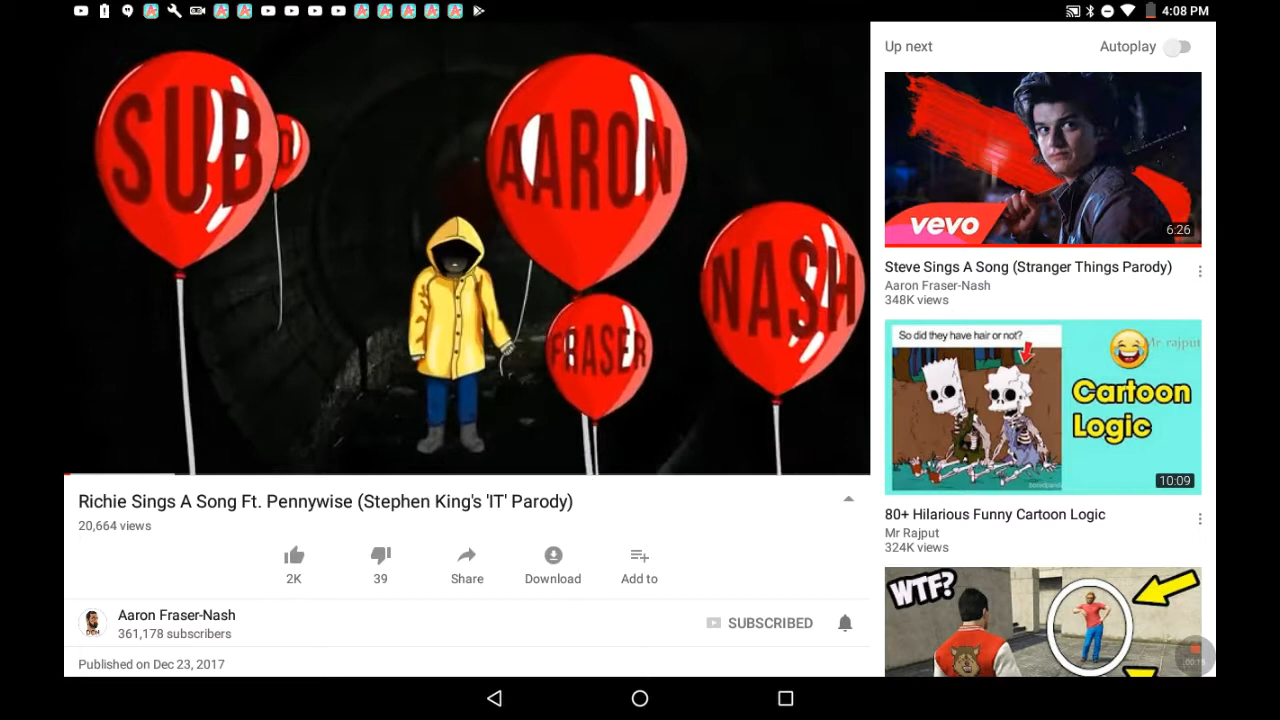 4:08 PM
SUB
O
AARON
FRASER
NASH
Richie Sings A Song Ft. Pennywise (Stephen King's 'IT' Parody)
20,664 views
2K
39
Share
Download
Add to
Aaron Fraser-Nash
361,178 subscribers
SUBSCRIBED
Published on Dec 23, 2017
Up next
Autoplay
vevo
6:26
Steve Sings A Song (Stranger Things Parody)
Aaron Fraser-Nash
348K views
So did they have hair or not?
Mr rajput
Cartoon
Logic
10:09
80+ Hilarious Funny Cartoon Logic
Mr Rajput
324K views
WTF?